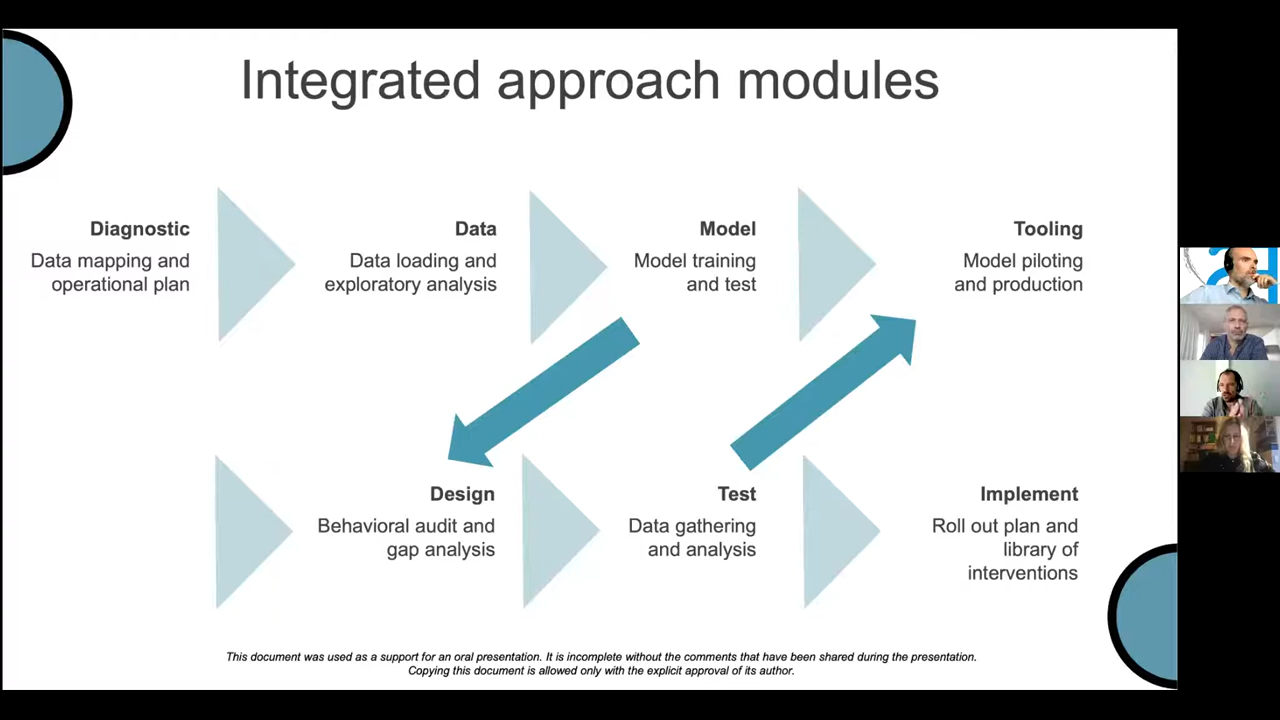 Integrated approach modules
Diagnostic
Data mapping and
operational plan
Data
Data loading and
exploratory analysis
Model
Model training
and test
Tooling
Model piloting
and production
Design
Behavioral audit and
gap analysis
Test
Data gathering
and analysis
Implement
Roll out plan and
library of
interventions
This document was used as a support for an oral presentation. It is incomplete without the comments that have been shared during the presentation.
Copying this document is allowed only with the explicit approval of its author.